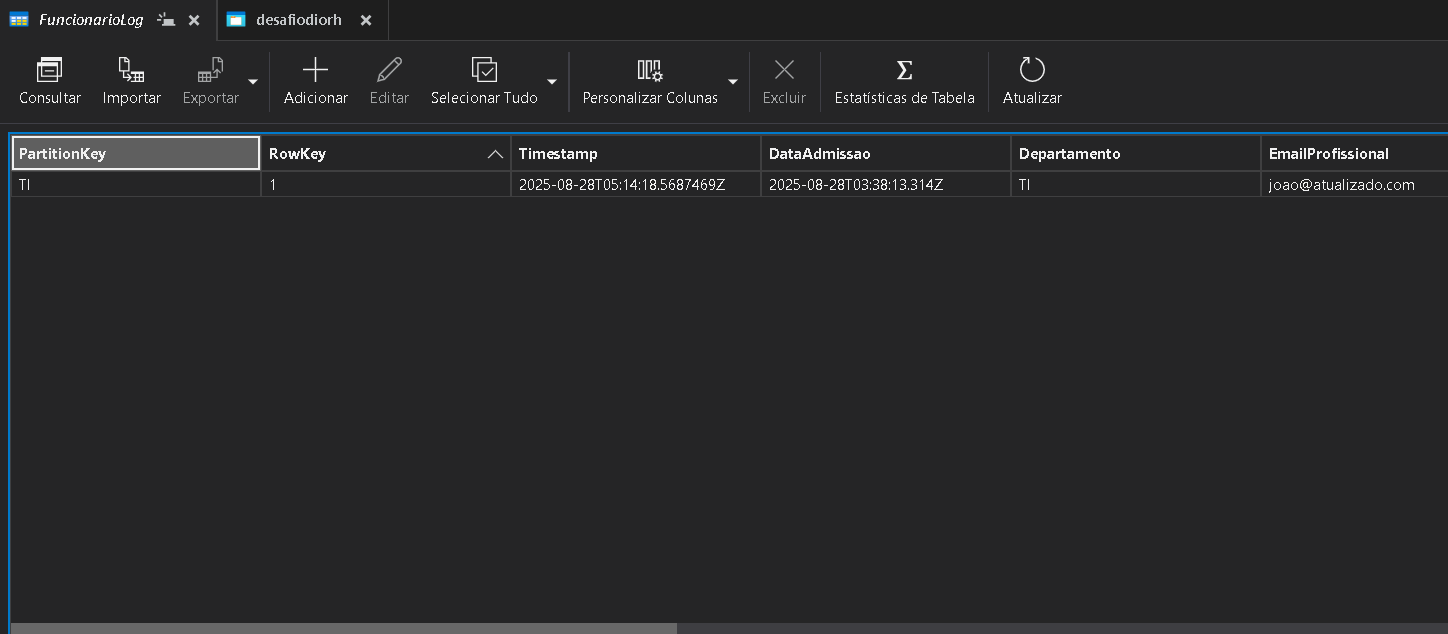 FuncionarioLog desafiodiorh
Consultar Importar Exportar Adicionar Editar Selecionar Tudo Personalizar Colunas Excluir Estatísticas de Tabela Atualizar
PartitionKey RowKey Timestamp DataAdmissao Departamento EmailProfissional
TI 1 2025-08-28T05:14:18.5687469Z 2025-08-28T03:38:13.314Z TI joao@atualizado.com